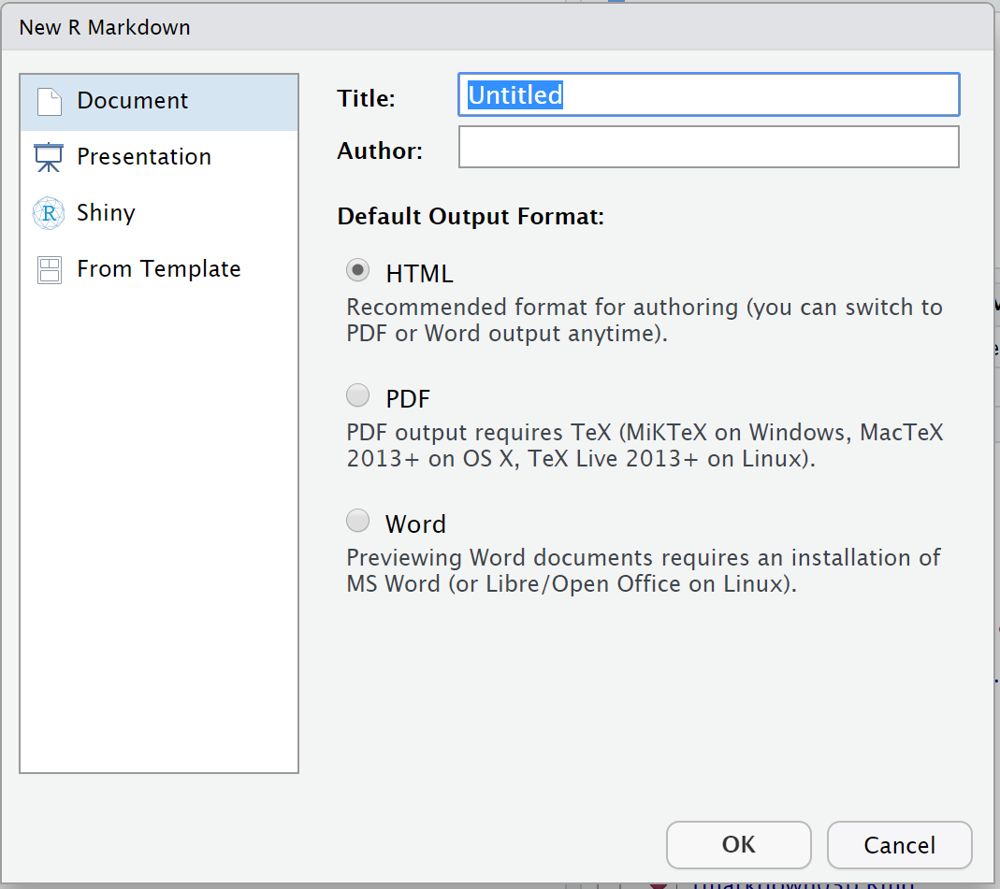 New R Markdown
Document
Presentation
R
Shiny
From Template
Title:
Untitled
Author:
Default Output Format:
HTML
Recommended format for authoring (you can switch to
PDF or Word output anytime).
PDF
PDF output requires TeX (MiKTeX on Windows, MacTeX
2013+ on OS X, TeX Live 2013+ on Linux).
Word
Previewing Word documents requires an installation of
MS Word (or Libre/Open Office on Linux).
OK
Cancel